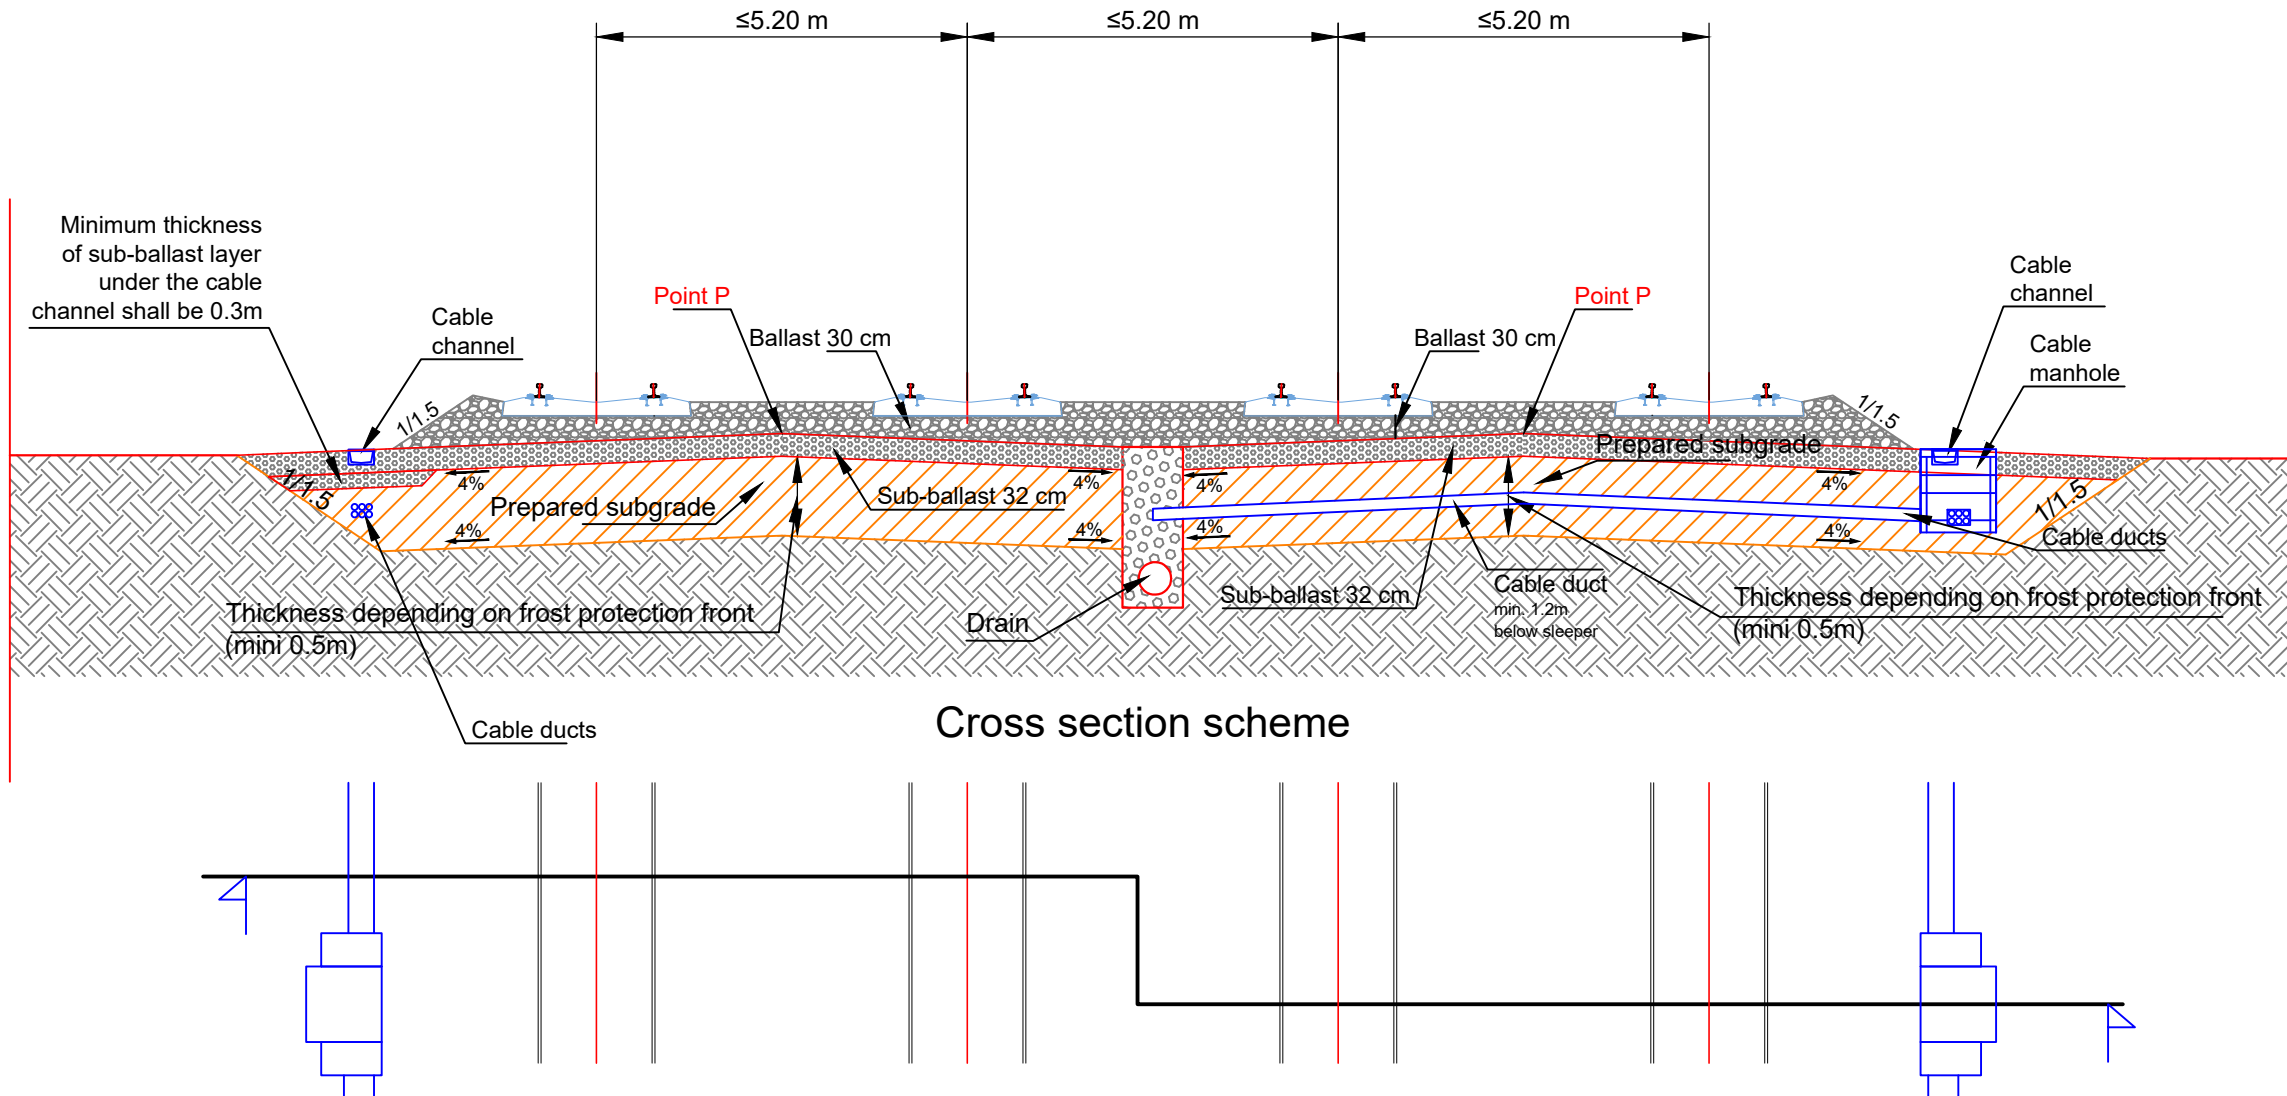 ≤5.20 m
≤5.20 m
≤5.20 m
Minimum thickness
of sub-ballast layer
under the cable
channel shall be 0.3m
Cable
channel
Point P
Ballast 30 cm
Ballast 30 cm
Point P
Cable
channel
Cable
manhole
1/1.5
1/1.5
1/1.5
1/1.5
4%
4%
4%
4%
4%
4%
4%
4%
Prepared subgrade
Sub-ballast 32 cm
Prepared subgrade
Cable ducts
Thickness depending on frost protection front
(mini 0.5m)
Drain
Sub-ballast 32 cm
Cable duct
min. 1.2m
below sleeper
Thickness depending on frost protection front
(mini 0.5m)
Cable ducts
Cross section scheme